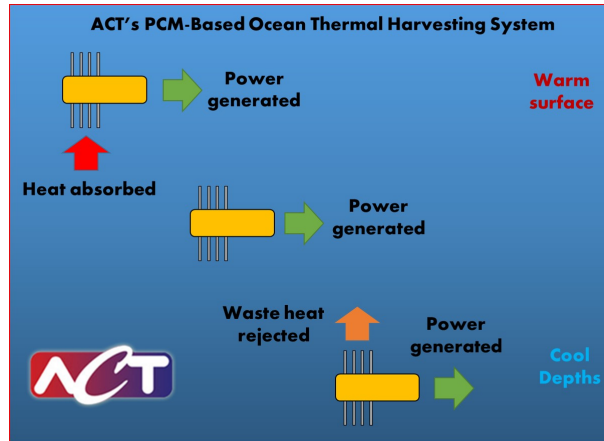 ACT's PCM-Based Ocean Thermal Harvesting System
Power
generated
Warm
surface
Heat absorbed
Power
generated
Waste heat
rejected
Power
generated
Cool
Depths
ACT